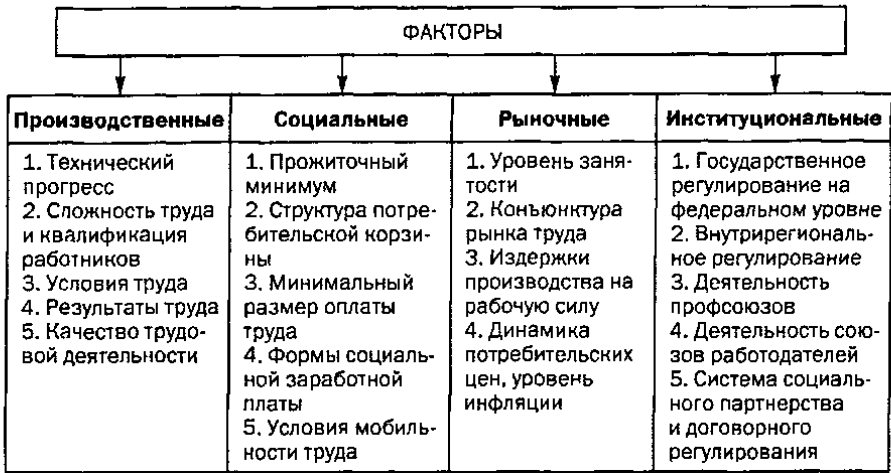 ФАКТОРЫ
Производственные
1. Технический
прогресс
2. Сложность труда
и квалификация
работников
3. Условия труда
4. Результаты труда
5. Качество трудо-
вой деятельности
Социальные
1. Прожиточный
минимум
2. Структура потре-
бительской корзи-
ны
3. Минимальный
размер оплаты
труда
4. Формы социаль-
ной заработной
платы
5. Условия мобиль-
ности труда
Рыночные
1. Уровень заня-
тости
2. Конъюнктура
рынка труда
3. Издержки
производства на
рабочую силу
4. Динамика
потребительских
цен, уровень
инфляции
Институциональные
1. Государственное
регулирование на
федеральном уровне
2. Внутрирегиональ-
ное регулирование
3. Деятельность
профсоюзов
4. Деятельность сою-
зов работодателей
5. Система социаль-
ного партнерства
и договорного
регулирования